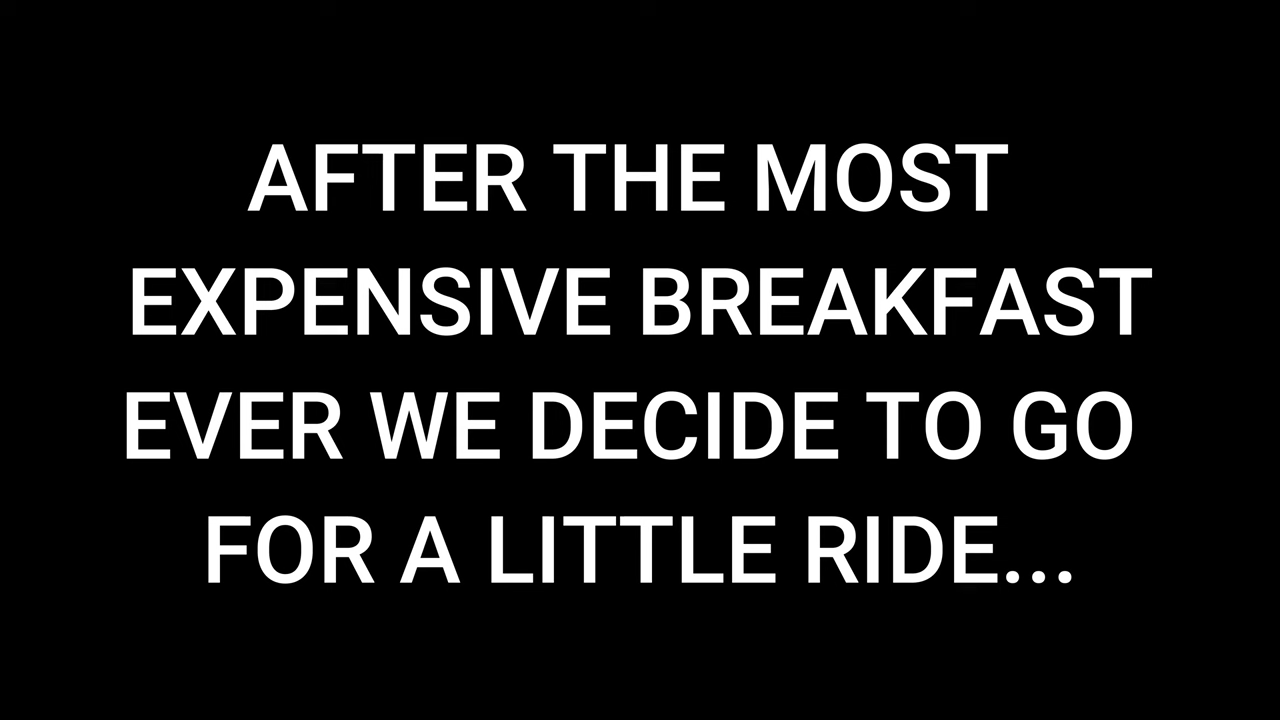 AFTER THE MOST
EXPENSIVE BREAKFAST
EVER WE DECIDE TO GO
FOR A LITTLE RIDE...